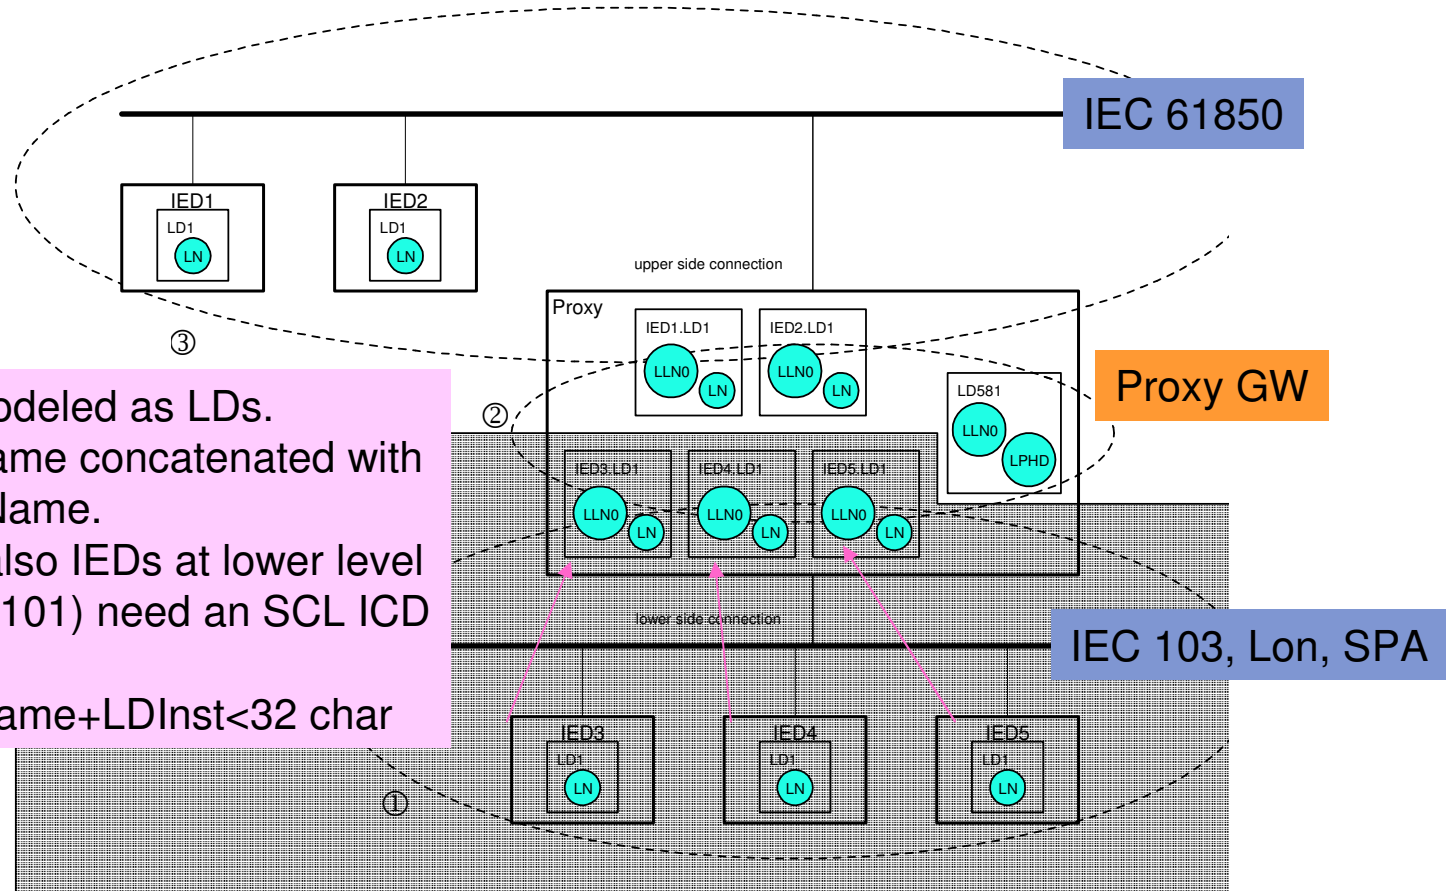 IEC 61850
IED1
LD1
LN
IED2
LD1
LN
upper side connection
Proxy
IED1.LD1
LLN0
LN
IED2.LD1
LLN0
LN
③
LD581
LLN0
LPHD
Proxy GW
②
odeled as LDs.
ame concatenated with
Name.
also IEDs at lower level
101) need an SCL ICD
ame+LDInst<32 char
IED3.LD1
LLN0
LN
IED4.LD1
LLN0
LN
IED5.LD1
LLN0
LN
lower side connection
IEC 103, Lon, SPA
IED3
LD1
LN
IED4
LD1
LN
IED5
LD1
LN
①